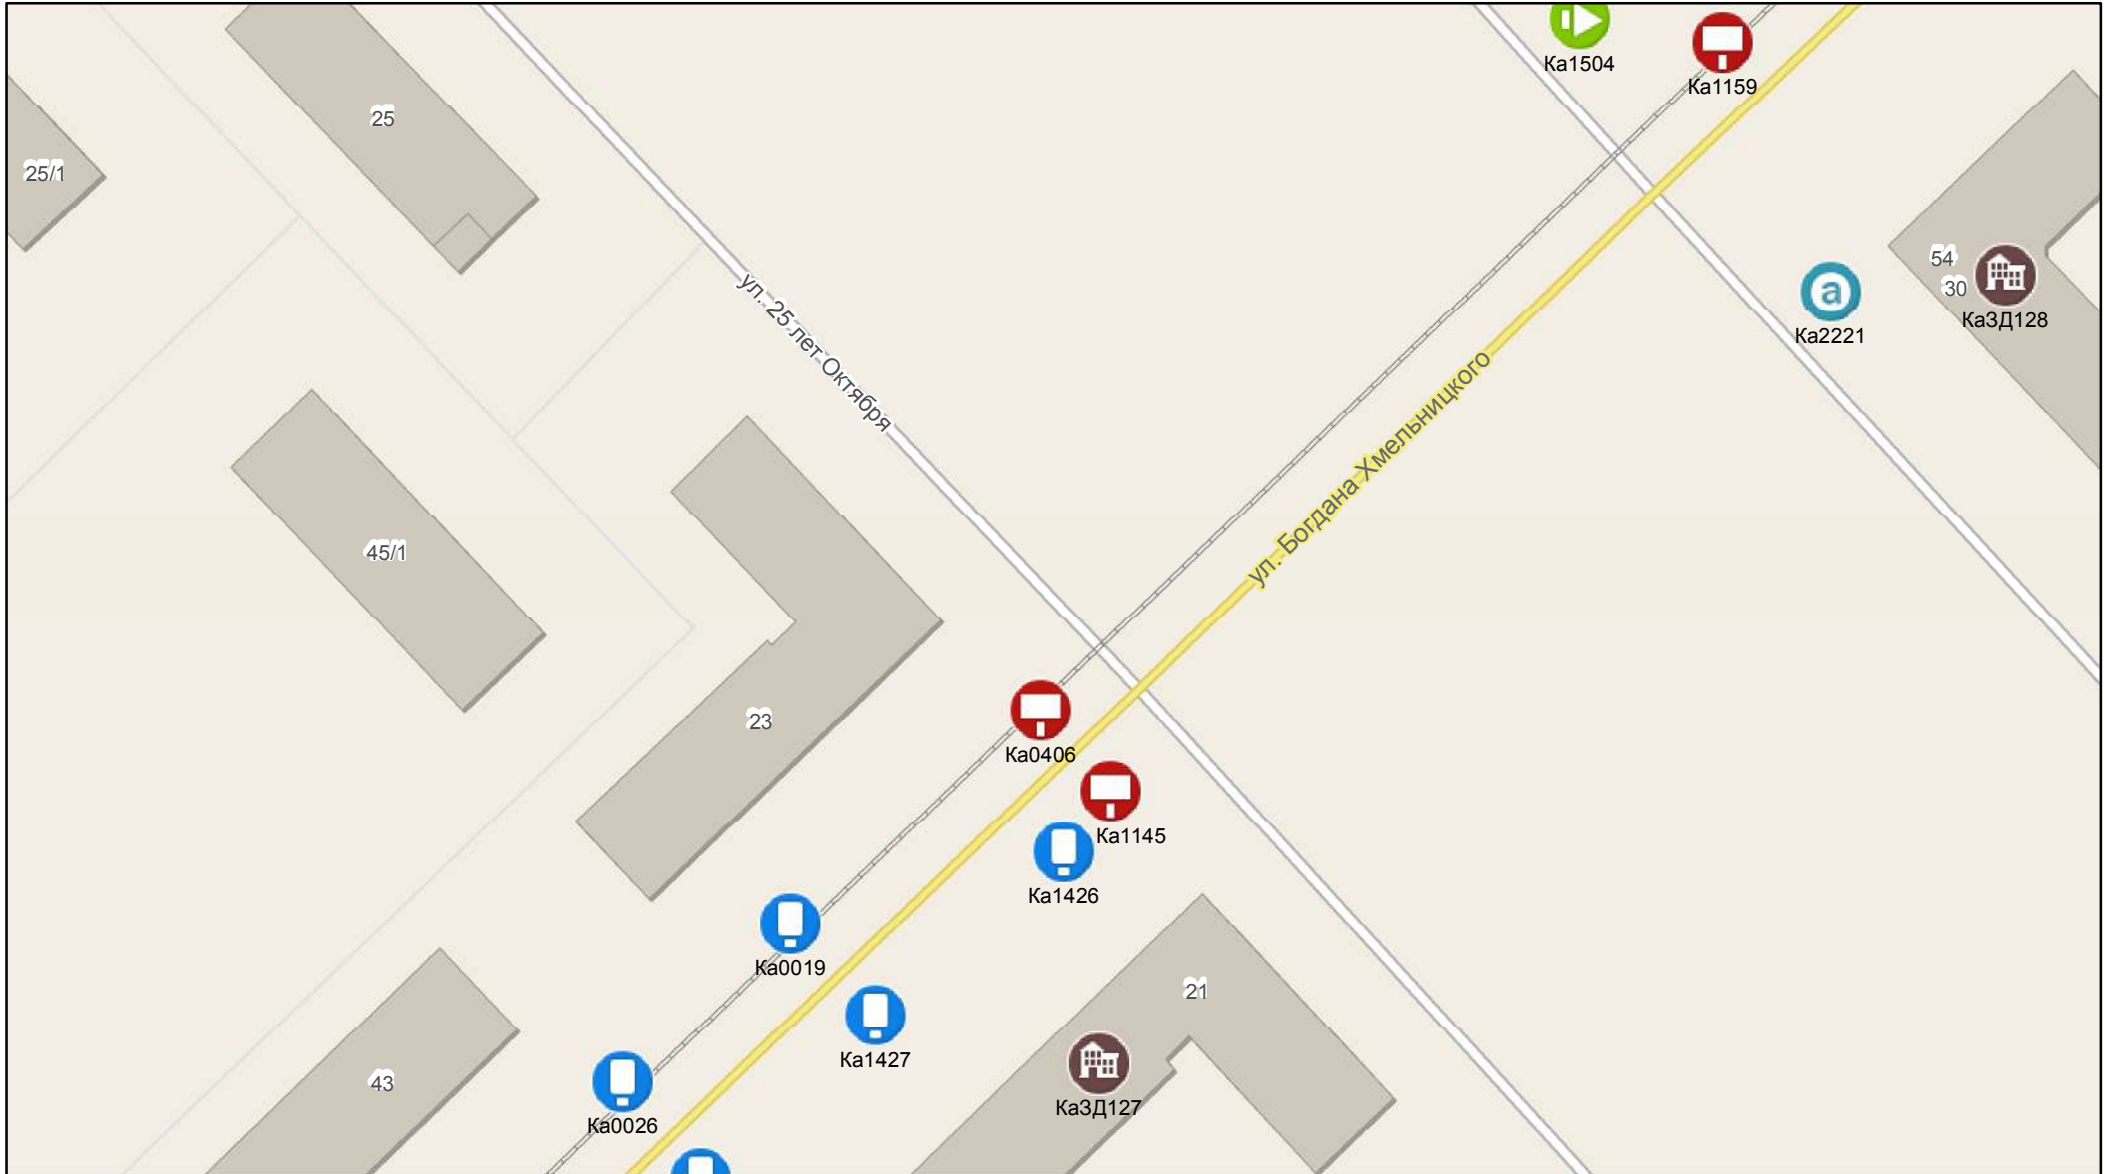 Ка1504
Ка1159
25
25/1
54
30
КаЗД128
Ка2221
ул. 25 лет Октября
ул. Богдана Хмельницкого
45/1
23
Ка0406
Ка1145
Ка1426
Ка0019
21
Ка1427
43
КаЗД127
Ка0026